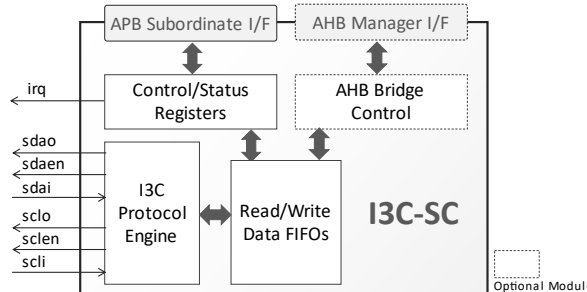 APB Subordinate I/F
AHB Manager I/F
irq
Control/Status
Registers
AHB Bridge
Control
sdao
sdaen
sdai
sclo
sclen
scli
I3C
Protocol
Engine
Read/Write
Data FIFOs
I3C-SC
Optional Modul